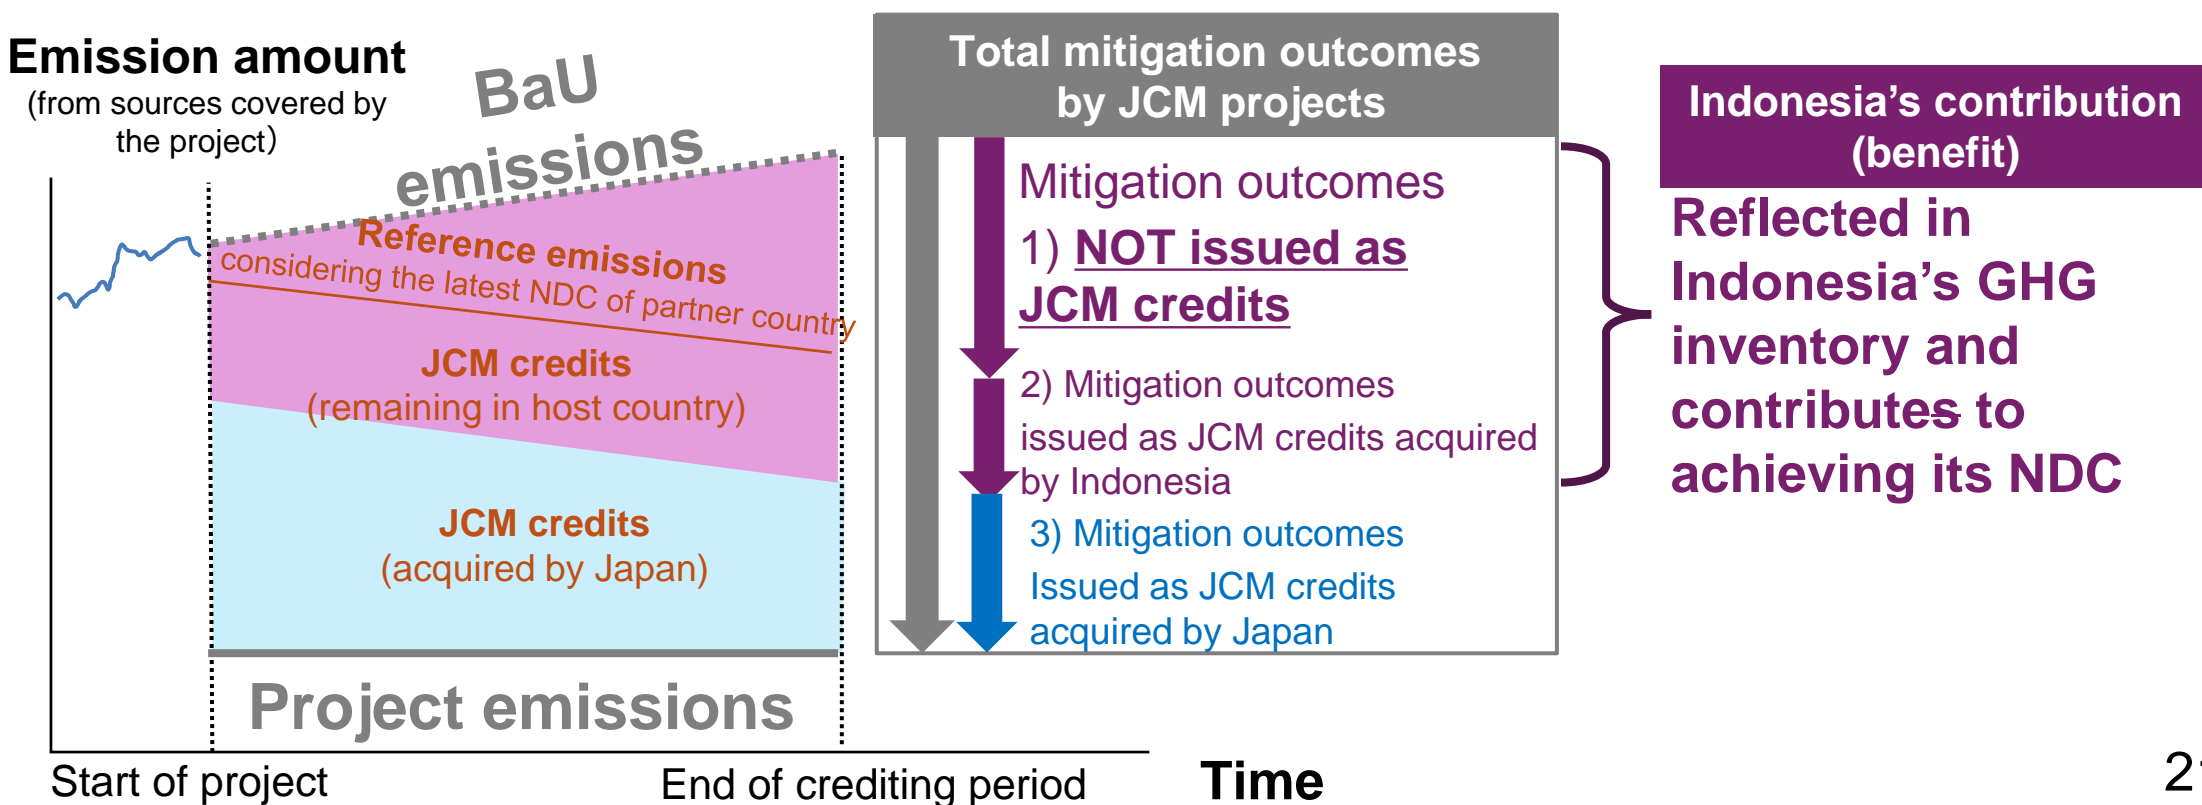 Emission amount
(from sources covered by
the project)
BaU
emissions
Reference emissions
considering the latest NDC of partner country
JCM credits
(remaining in host country)
JCM credits
(acquired by Japan)
Project emissions
Start of project
End of crediting period
Time
Total mitigation outcomes
by JCM projects
Mitigation outcomes
1) NOT issued as
JCM credits
2) Mitigation outcomes
issued as JCM credits acquired
by Indonesia
3) Mitigation outcomes
Issued as JCM credits
acquired by Japan
Indonesia’s contribution
(benefit)
Reflected in
Indonesia’s GHG
inventory and
contributes to
achieving its NDC